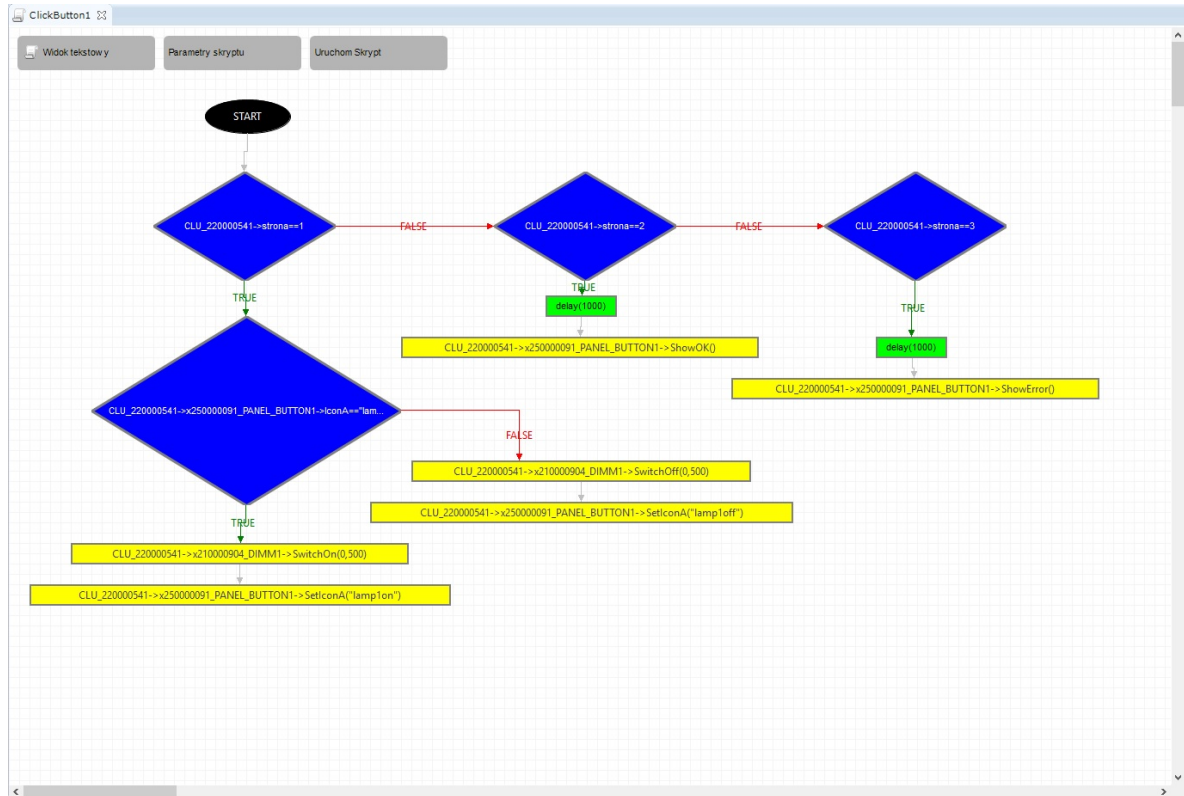 ClickButton1
Widok tekstowy
Parametry skryptu
Uruchom Skrypt
START
CLU_220000541->strona==1
FALSE
CLU_220000541->strona==2
FALSE
CLU_220000541->strona==3
TRUE
TRUE
TRUE
delay(1000)
CLU_220000541->x250000091_PANEL_BUTTON1->ShowOK()
delay(1000)
CLU_220000541->x250000091_PANEL_BUTTON1->ShowError()
CLU_220000541->x250000091_PANEL_BUTTON1->IconA=="lam...
FALSE
CLU_220000541->x210000904_DIMM1->SwitchOff(0,500)
CLU_220000541->x250000091_PANEL_BUTTON1->SetIconA("lamp1off")
TRUE
CLU_220000541->x210000904_DIMM1->SwitchOn(0,500)
CLU_220000541->x250000091_PANEL_BUTTON1->SetIconA("lamp1on")